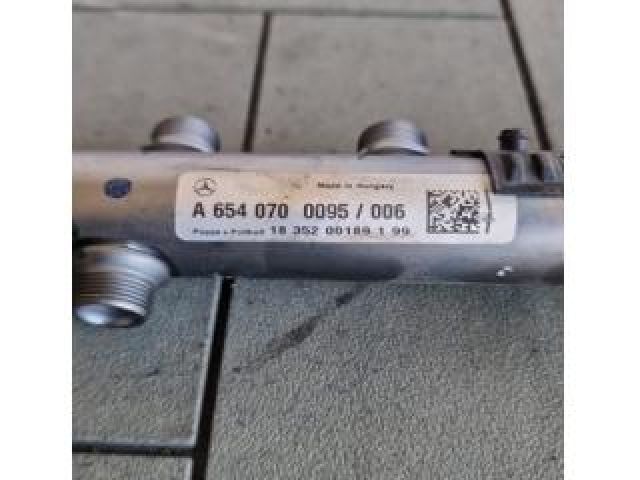 Made in Hungary
A 654 070 0095 / 006
18 352 00189 1 99